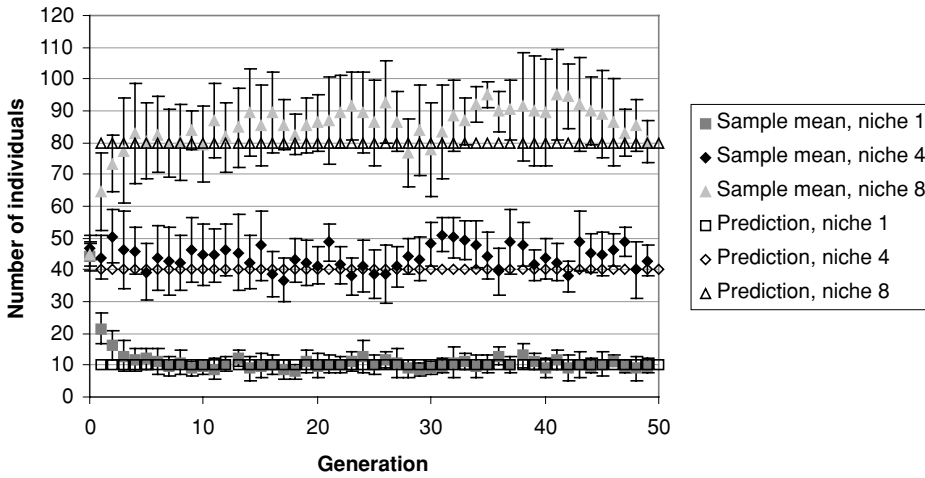 120
110
100
90
80
70
60
50
40
30
20
10
0
Number of individuals
0 10 20 30 40 50
Generation
Sample mean, niche 1
Sample mean, niche 4
Sample mean, niche 8
Prediction, niche 1
Prediction, niche 4
Prediction, niche 8